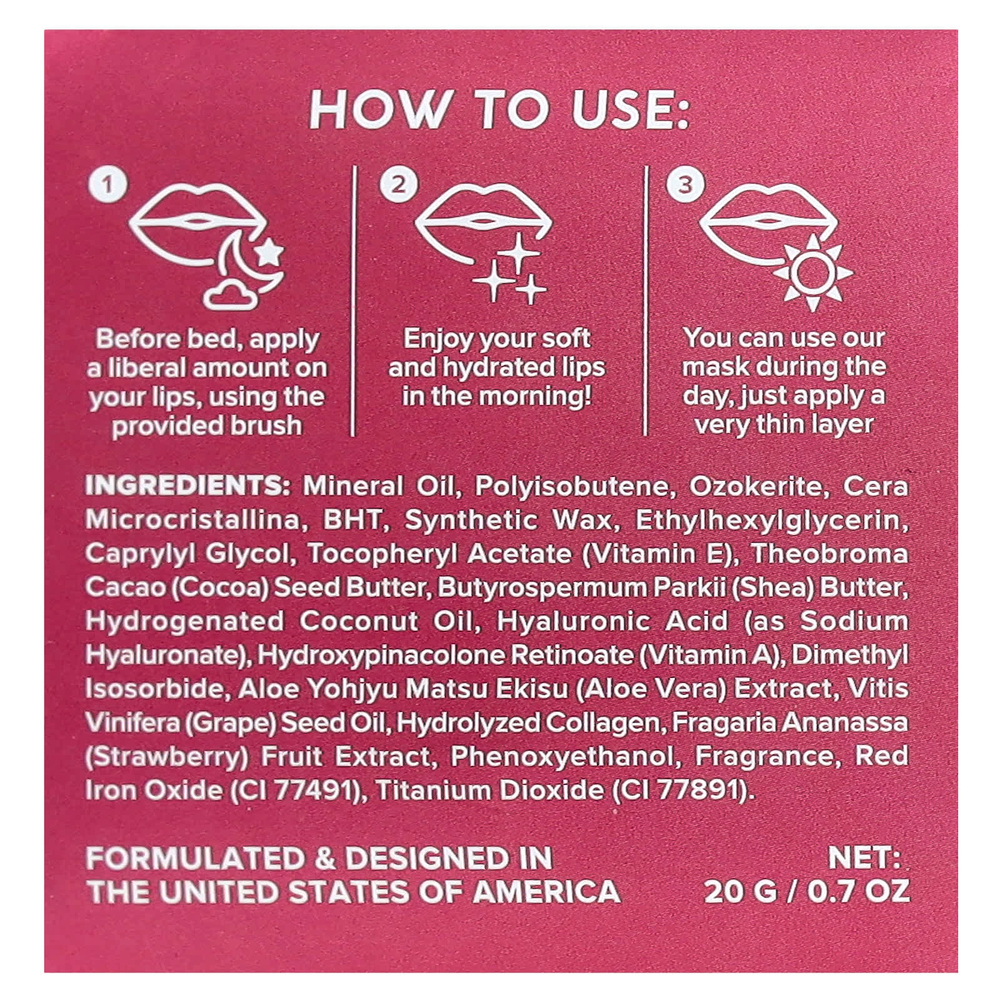 HOW TO USE:
1
Before bed, apply
a liberal amount on
your lips, using the
provided brush
2
Enjoy your soft
and hydrated lips
in the morning!
3
You can use our
mask during the
day, just apply a
very thin layer
INGREDIENTS: Mineral Oil, Polyisobutene, Ozokerite, Cera
Microcristallina, BHT, Synthetic Wax, Ethylhexylglycerin,
Caprylyl Glycol, Tocopheryl Acetate (Vitamin E), Theobroma
Cacao (Cocoa) Seed Butter, Butyrospermum Parkii (Shea) Butter,
Hydrogenated Coconut Oil, Hyaluronic Acid (as Sodium
Hyaluronate), Hydroxypinacolone Retinoate (Vitamin A), Dimethyl
Isosorbide, Aloe Yohjyu Matsu Ekisu (Aloe Vera) Extract, Vitis
Vinifera (Grape) Seed Oil, Hydrolyzed Collagen, Fragaria Ananassa
(Strawberry) Fruit Extract, Phenoxyethanol, Fragrance, Red
Iron Oxide (CI 77491), Titanium Dioxide (CI 77891).
FORMULATED & DESIGNED IN
THE UNITED STATES OF AMERICA
NET:
20 G / 0.7 OZ